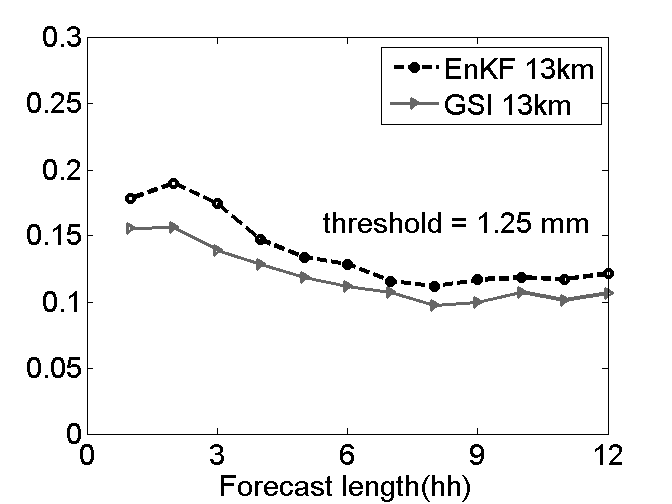 0.3
EnKF 13km
0.25
GSI 13km
0.2
threshold = 1.25 mm
0.15
0.1
0.05
0
0 3 6 9 12
Forecast length(hh)